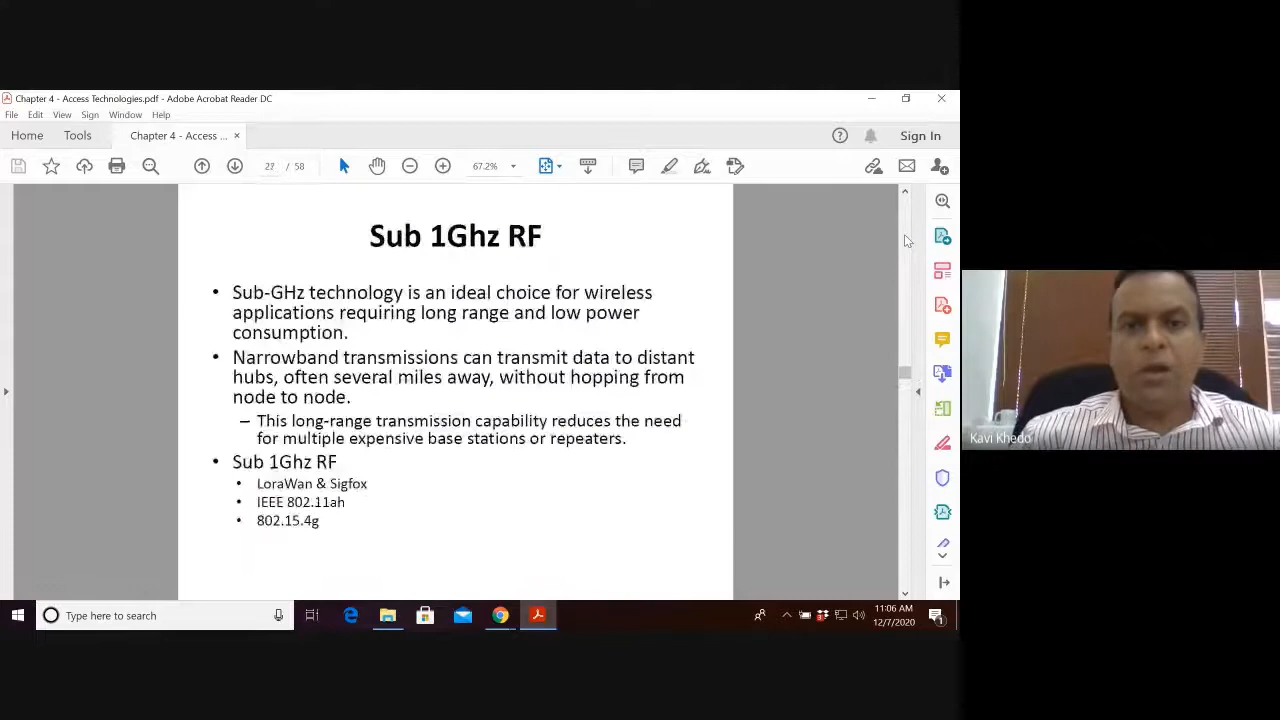 Chapter 4 - Access Technologies.pdf - Adobe Acrobat Reader DC
File Edit View Sign Window Help
Home Tools Chapter 4 - Access ... × Sign In
27 / 58 67.2%
Sub 1Ghz RF
• Sub-GHz technology is an ideal choice for wireless
applications requiring long range and low power
consumption.
• Narrowband transmissions can transmit data to distant
hubs, often several miles away, without hopping from
node to node.
– This long-range transmission capability reduces the need
for multiple expensive base stations or repeaters.
• Sub 1Ghz RF
• LoraWan & Sigfox
• IEEE 802.11ah
• 802.15.4g
Kavi Khedo
Type here to search
11:06 AM
12/7/2020
1